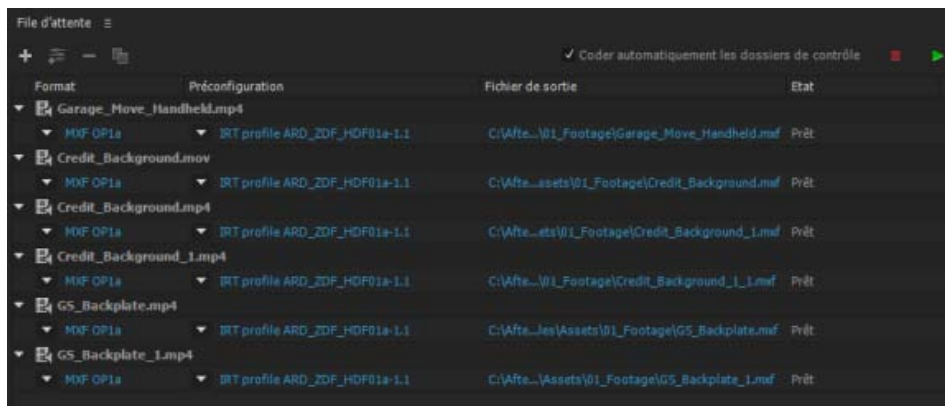 File d'attente
Coder automatiquement les dossiers de contrôle
Format Préconfiguration Fichier de sortie Etat
Garage_Move_Handheld.mp4
MXF OP1a IRT profile ARD_ZDF_HDF01a-1.1 C:\Afte...\01_Footage\Garage_Move_Handheld.mxf Prêt
Credit_Background.mov
MXF OP1a IRT profile ARD_ZDF_HDF01a-1.1 C:\Afte...ssets\01_Footage\Credit_Background.mxf Prêt
Credit_Background.mp4
MXF OP1a IRT profile ARD_ZDF_HDF01a-1.1 C:\Afte...ets\01_Footage\Credit_Background_1.mxf Prêt
Credit_Background_1.mp4
MXF OP1a IRT profile ARD_ZDF_HDF01a-1.1 C:\Afte...\01_Footage\Credit_Background_1_1.mxf Prêt
GS_Backplate.mp4
MXF OP1a IRT profile ARD_ZDF_HDF01a-1.1 C:\Afte...les\Assets\01_Footage\GS_Backplate.mxf Prêt
GS_Backplate_1.mp4
MXF OP1a IRT profile ARD_ZDF_HDF01a-1.1 C:\Afte...\Assets\01_Footage\GS_Backplate_1.mxf Prêt